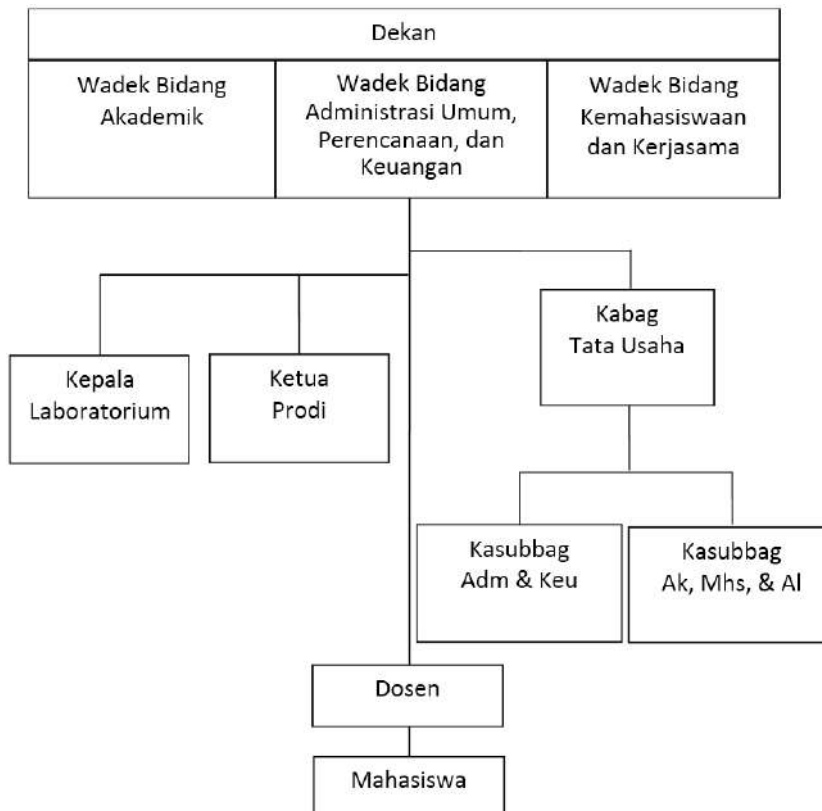 Dekan
Wadek Bidang
Akademik
Wadek Bidang
Administrasi Umum,
Perencanaan, dan
Keuangan
Wadek Bidang
Kemahasiswaan
dan Kerjasama
Kabag
Tata Usaha
Kepala
Laboratorium
Ketua
Prodi
Kasubbag
Adm & Keu
Kasubbag
Ak, Mhs, & Al
Dosen
Mahasiswa